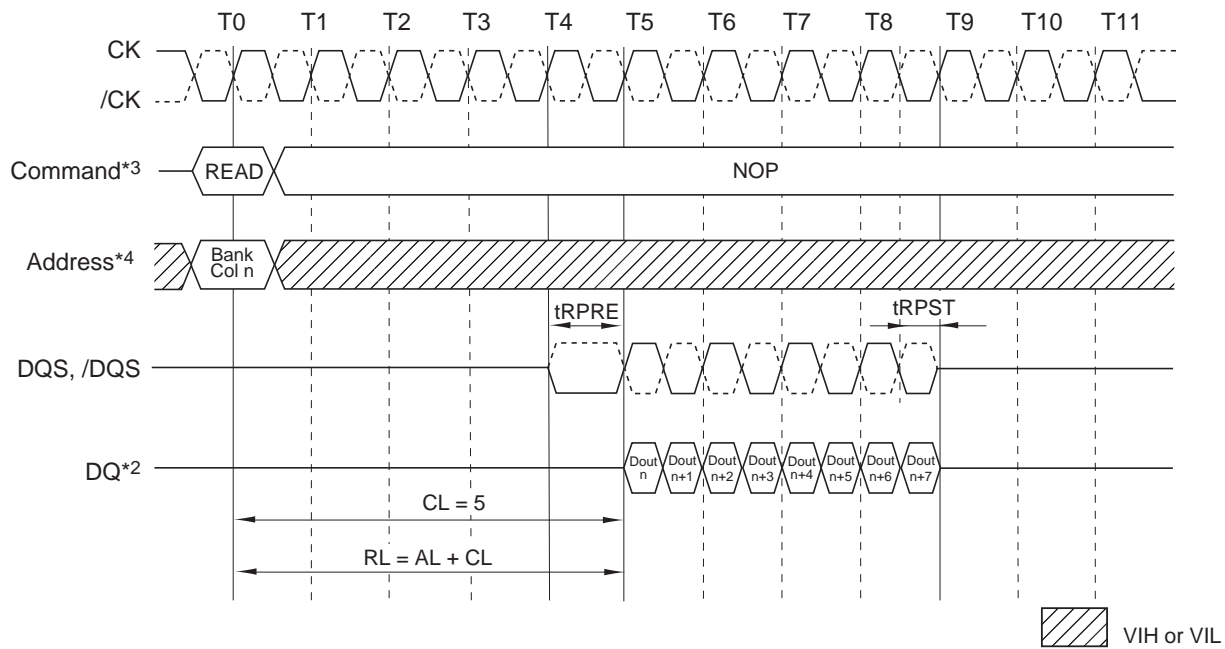 T0 T1 T2 T3 T4 T5 T6 T7 T8 T9 T10 T11
CK
/CK
Command*3 READ NOP
Address*4 Bank
Col n
tRPRE tRPST
DQS, /DQS
DQ*2 Dout Dout Dout Dout Dout Dout Dout Dout
n n+1 n+2 n+3 n+4 n+5 n+6 n+7
CL = 5
RL = AL + CL
VIH or VIL